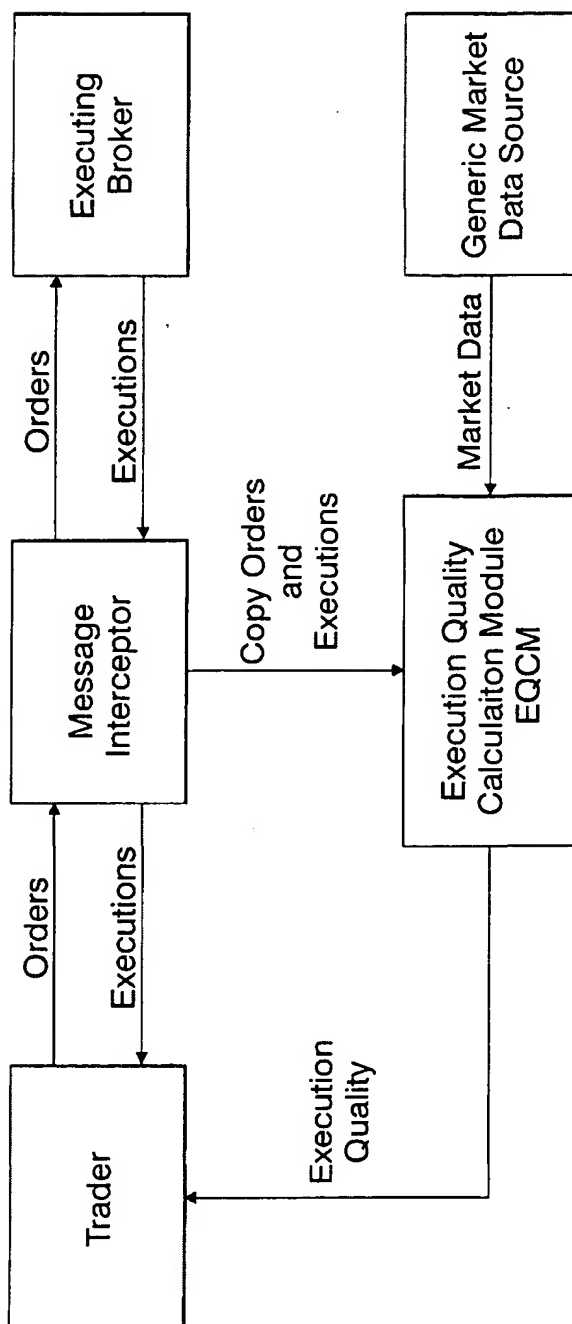 Trader
Orders
Executions
Message
Interceptor
Orders
Executions
Executing
Broker
Copy Orders
and
Executions
Execution
Quality
Execution Quality
Calculaiton Module
EQCM
Market Data
Generic Market
Data Source